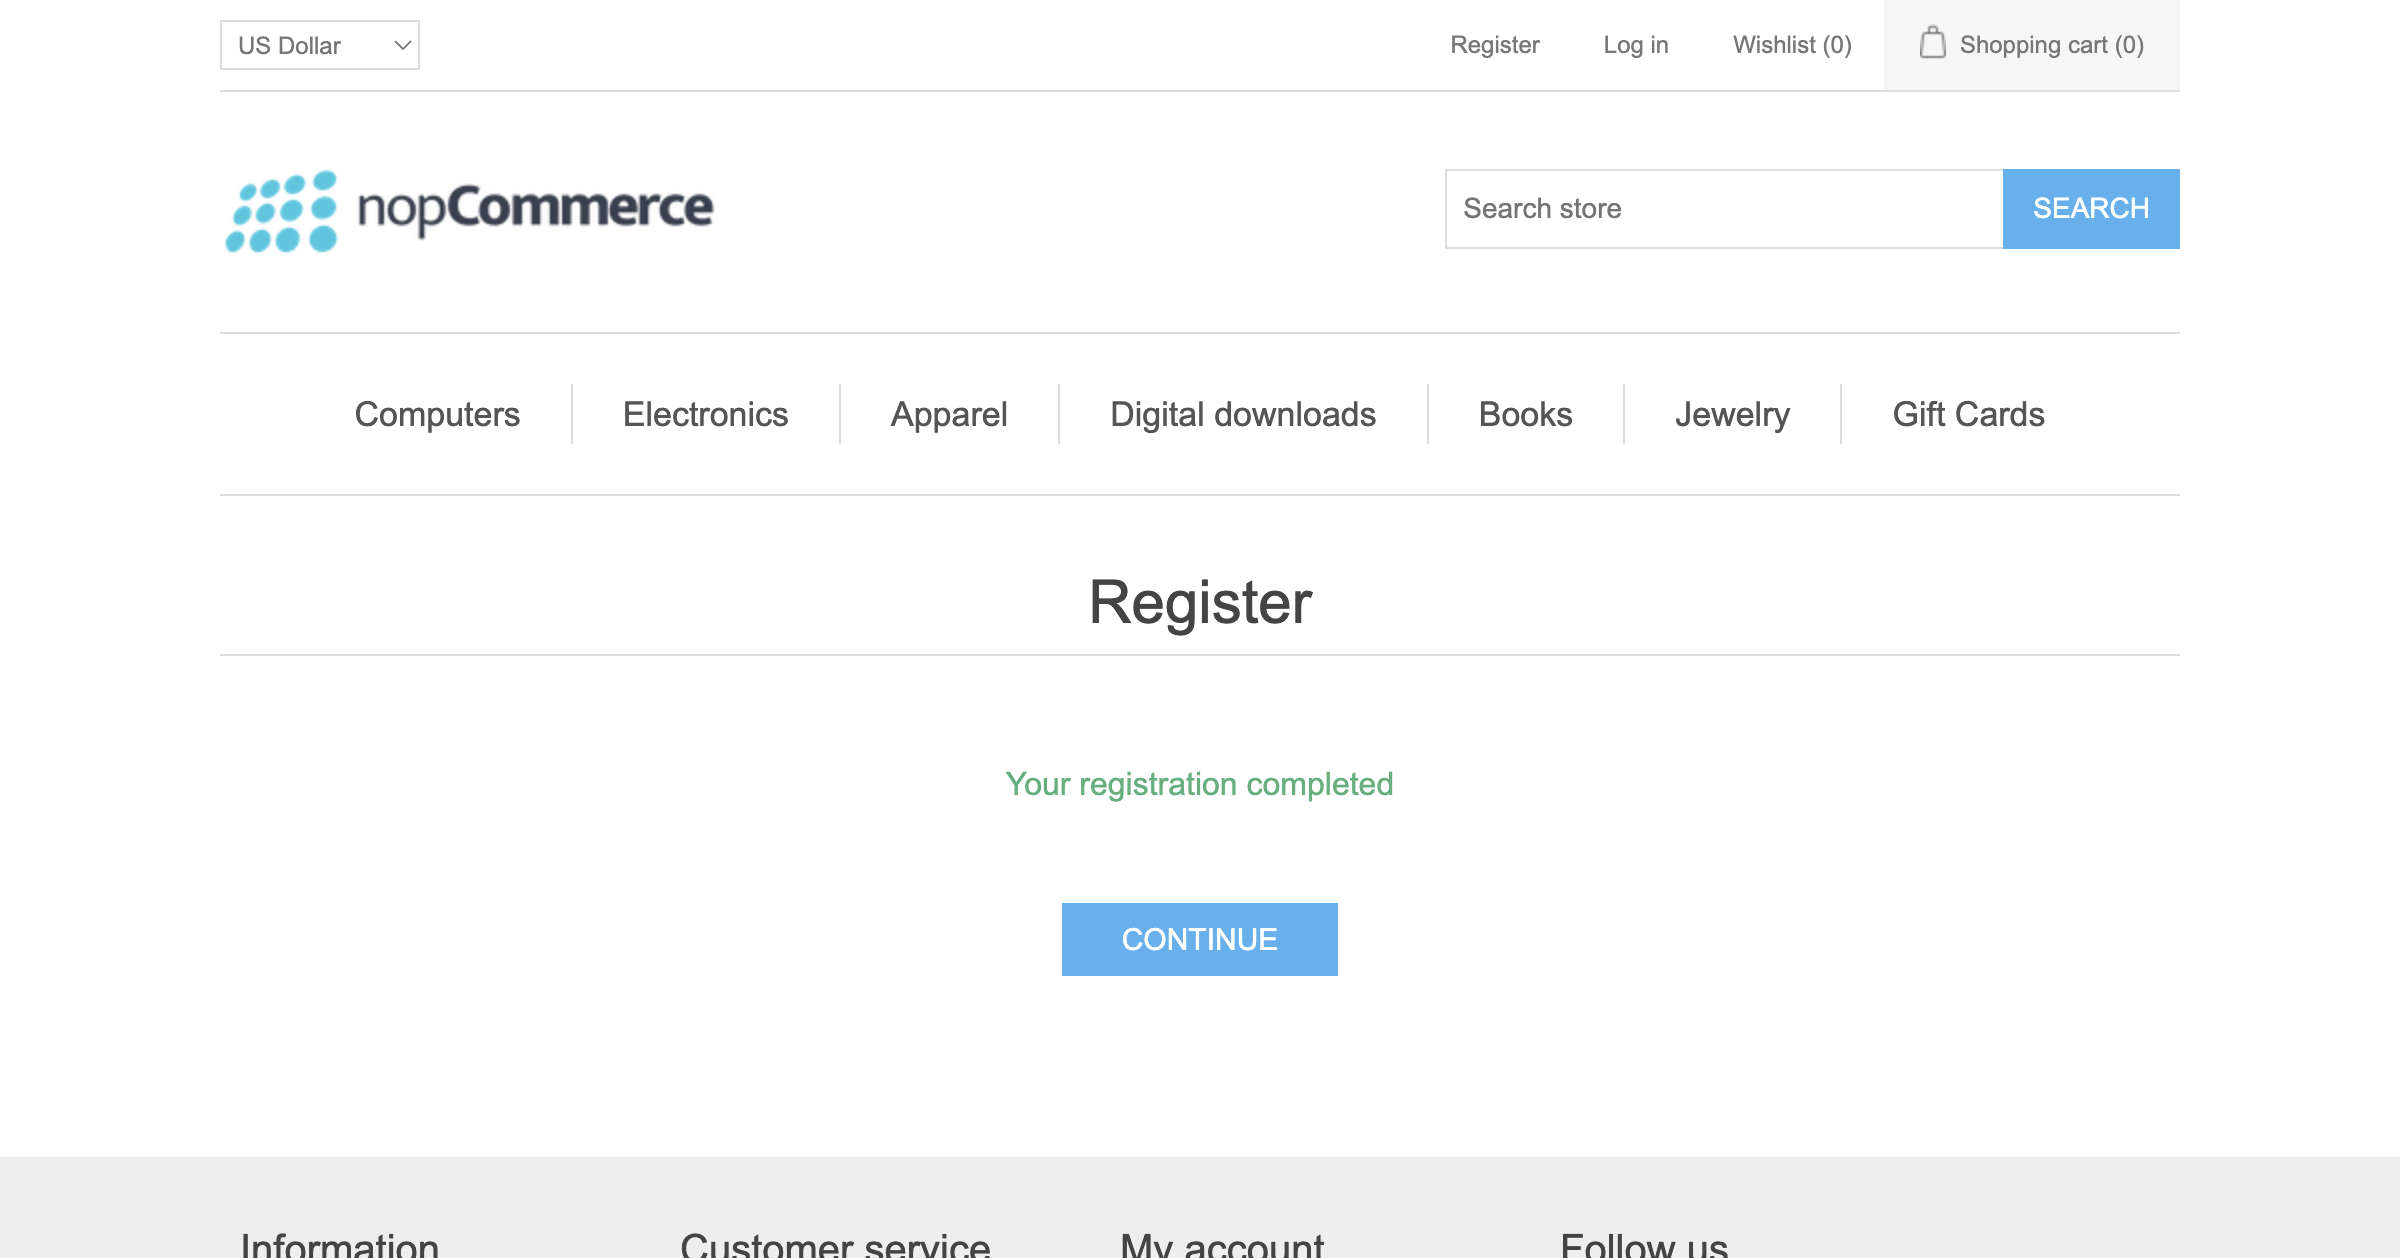 US Dollar
Register
Log in
Wishlist (0)
Shopping cart (0)
nopCommerce
Search store
SEARCH
Computers
Electronics
Apparel
Digital downloads
Books
Jewelry
Gift Cards
Register
Your registration completed
CONTINUE
Information
Customer service
My account
Follow us